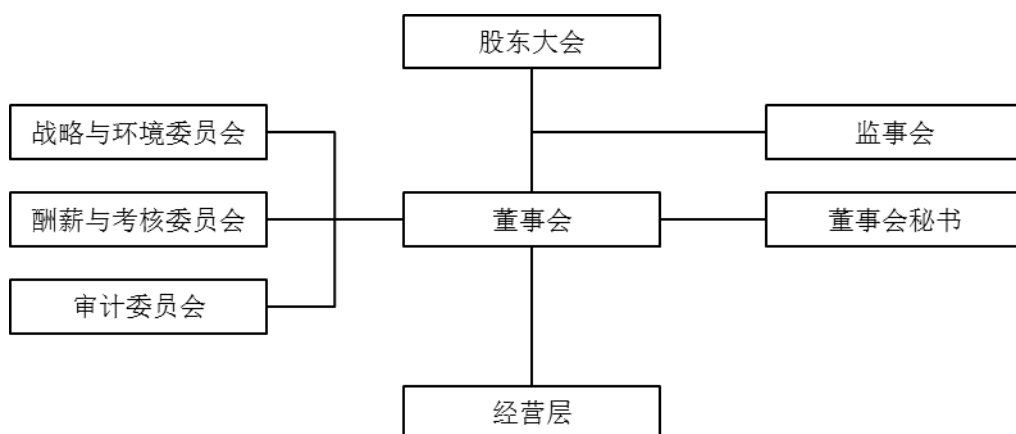 股东大会
战略与环境委员会
监事会
酬薪与考核委员会
董事会
董事会秘书
审计委员会
经营层